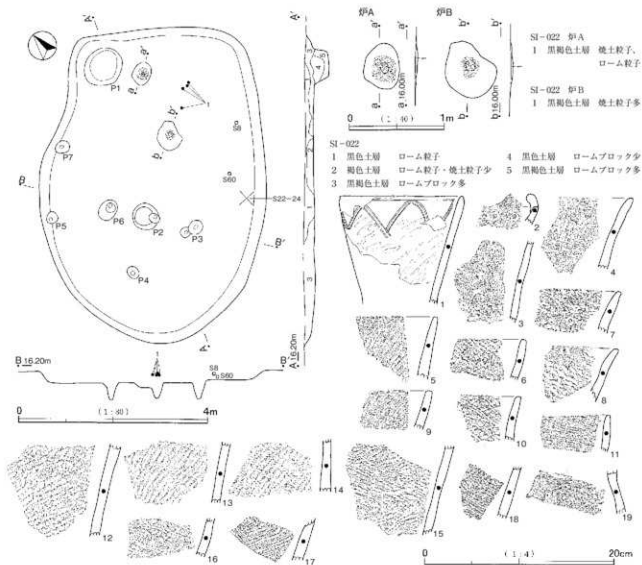 A' A'
炉A 炉B
a' a' b' b'
a a 16.00m b b 16.00m
0 (1:40) 1m
SI-022 炉A
1 黒褐色土層 焼土粒子、
ローム粒子
SI-022 炉B
1 黒褐色土層 焼土粒子多
SI-022
1 黒色土層 ローム粒子
2 褐色土層 ローム粒子・焼土粒子少
3 黒褐色土層 ロームブロック多
4 黒色土層 ロームブロック少
5 黒褐色土層 ロームブロック多
P1
a'
a
1
b'
b
S8
P7
S60
B
S22-24
P6
P2
P5
P3
B'
P4
A
A 16.20m
B 16.20m
1
S8
S60
B'
0 (1:80) 4m
1
2
3
4
5
6
7
8
9
10
11
12
13
14
15
16
17
18
19
0 (1:4) 20cm